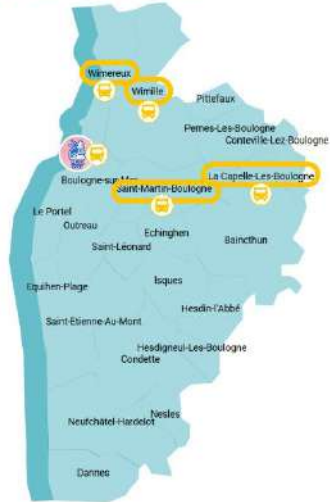 Wimereux
Wimille
Pittefaux
Pernes-Les-Boulogne
Conteville-Lez-Boulogne
La Capelle-Les-Boulogne
Boulogne-sur-Mer
Saint-Martin-Boulogne
Le Portel
Outreau
Echinghen
Saint-Léonard
Baincthun
Equihen-Plage
Isques
Hesdin-l'Abbé
Saint-Etienne-Au-Mont
Hesdigneul-Les-Boulogne
Condette
Nesles
Neufchâtel-Hardelot
Dannes